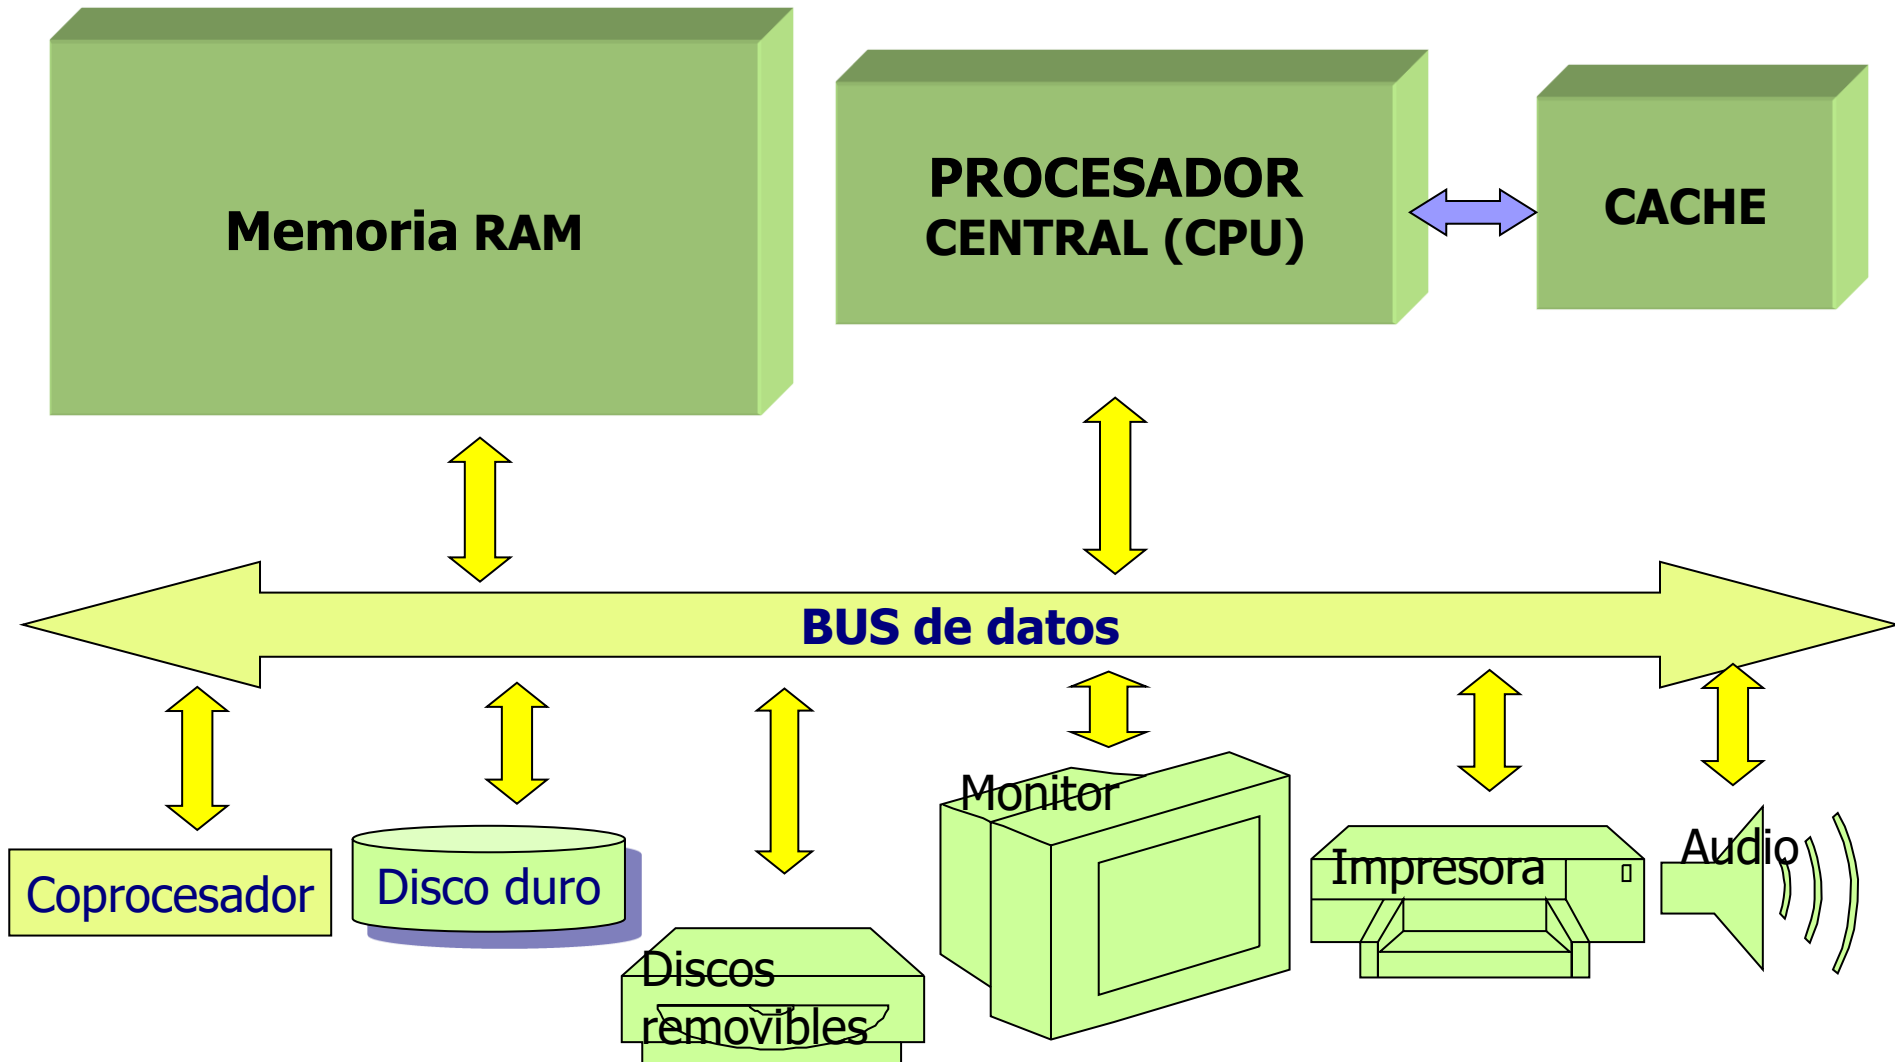 Memoria RAM
PROCESADOR
CENTRAL (CPU)
CACHE
BUS de datos
Coprocesador
Disco duro
Discos
removibles
Monitor
Impresora
Audio